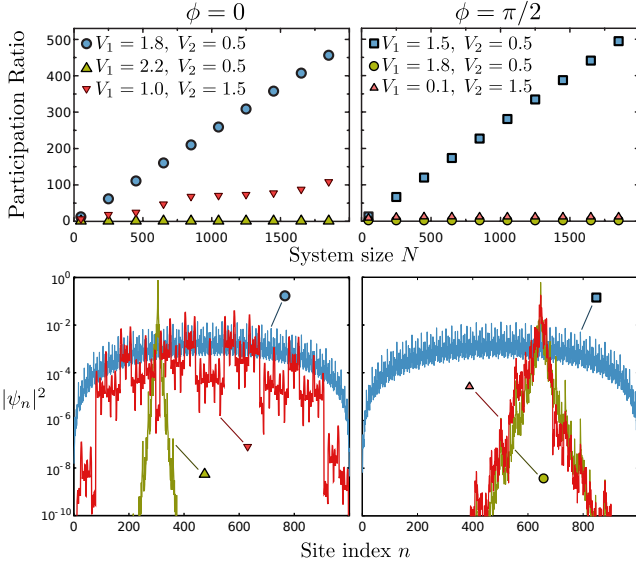 ϕ = 0
ϕ = π/2
Participation Ratio
500
400
300
200
100
0
V₁ = 1.8, V₂ = 0.5
V₁ = 2.2, V₂ = 0.5
V₁ = 1.0, V₂ = 1.5
V₁ = 1.5, V₂ = 0.5
V₁ = 1.8, V₂ = 0.5
V₁ = 0.1, V₂ = 1.5
0 500 1000 1500
0 500 1000 1500
System size N
|ψₙ|²
10⁰
10⁻²
10⁻⁴
10⁻⁶
10⁻⁸
10⁻¹⁰
0 200 400 600 800
0 200 400 600 800
Site index n